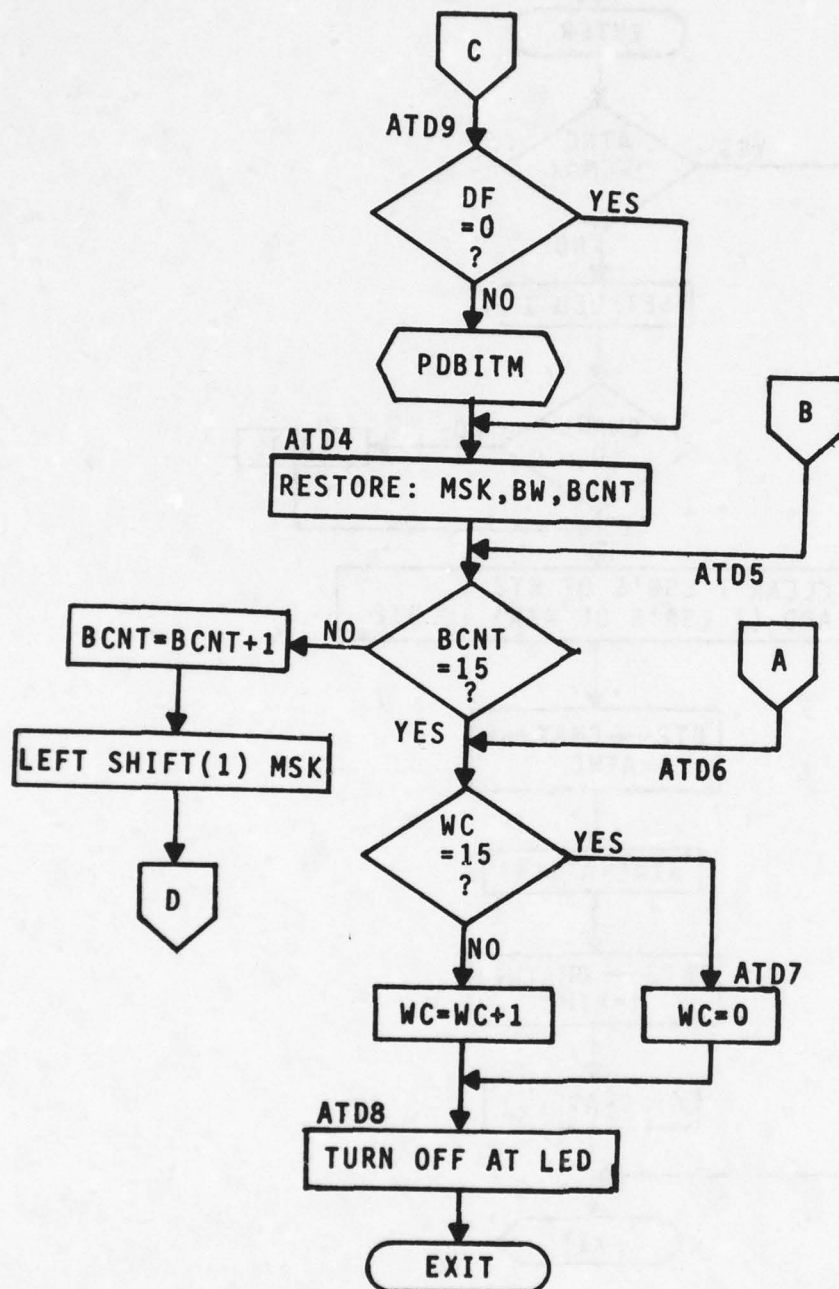 C
ATD9
DF
=0
?
YES
NO
PDBITM
B
ATD4
RESTORE: MSK,BW,BCNT
ATD5
BCNT=BCNT+1
NO
BCNT
=15
?
A
YES
LEFT SHIFT(1) MSK
ATD6
D
WC
=15
?
YES
NO
ATD7
WC=WC+1
WC=0
ATD8
TURN OFF AT LED
EXIT